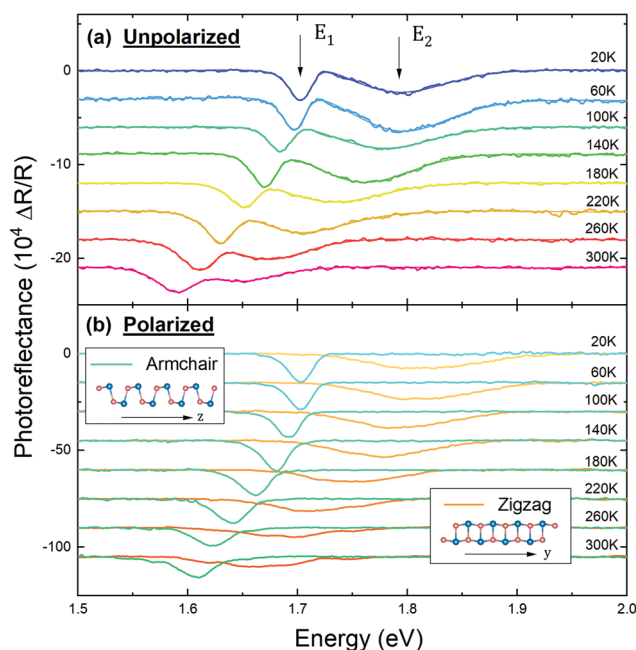 (a) Unpolarized
E1
E2
20K
60K
100K
140K
180K
220K
260K
300K
0
-10
-20
Photoreflectance (10⁴ ΔR/R)
(b) Polarized
Armchair
z
20K
60K
100K
140K
180K
220K
260K
300K
Zigzag
y
0
-50
-100
1.5
1.6
1.7
1.8
1.9
2.0
Energy (eV)